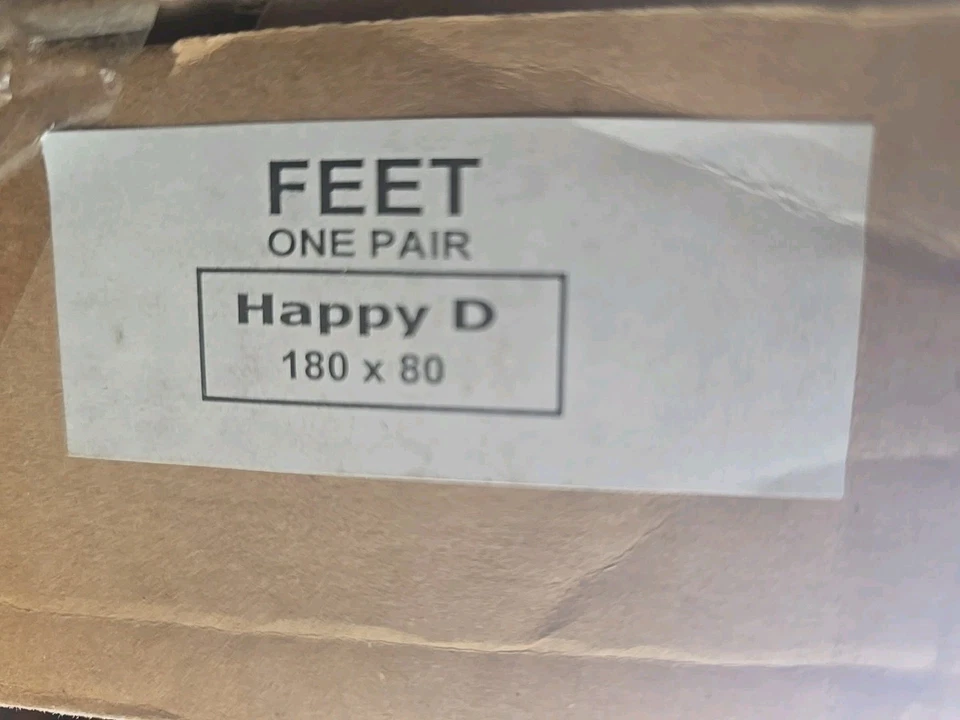 FEET
ONE PAIR
Happy D
180 x 80